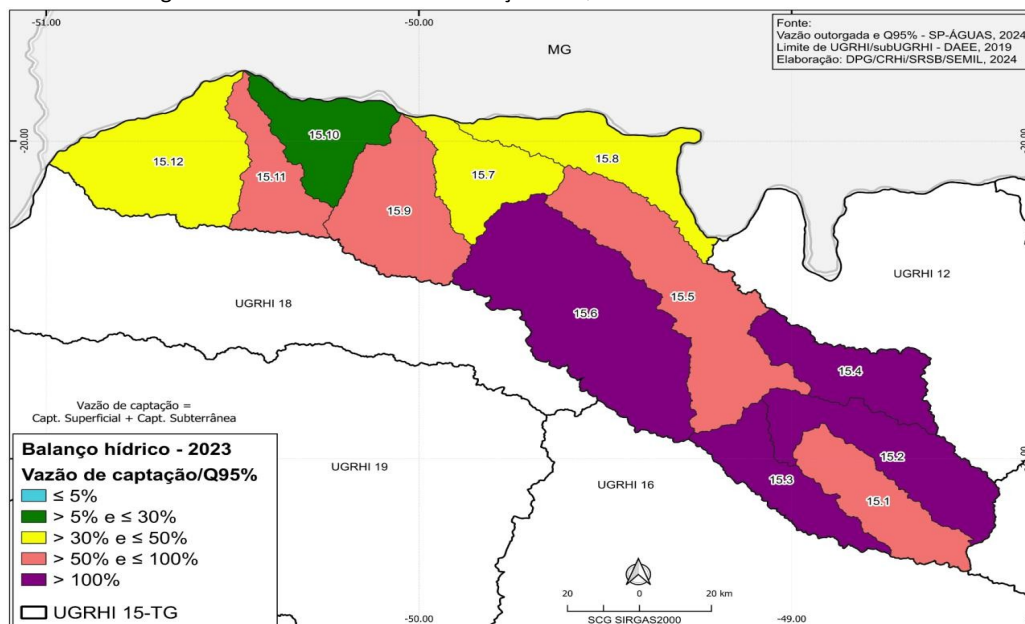 -51.00
-50.00
Fonte:
Vazão outorgada e Q95% - SP-ÁGUAS, 2024
Limite de UGRHI/subUGRHI - DAEE, 2019
Elaboração: DPG/CRHi/SRSB/SEMIL, 2024
MG
-20.00
15.10
15.12
15.8
15.7
15.11
15.9
UGRHI 12
15.5
UGRHI 18
15.6
15.4
Vazão de captação =
Capt. Superficial + Capt. Subterrânea
Balanço hídrico - 2023
Vazão de captação/Q95%
≤ 5%
> 5% e ≤ 30%
> 30% e ≤ 50%
> 50% e ≤ 100%
> 100%
UGRHI 15-TG
UGRHI 19
UGRHI 16
15.2
15.3
15.1
20 0 20 km
SCG SIRGAS2000
-50.00
-49.00